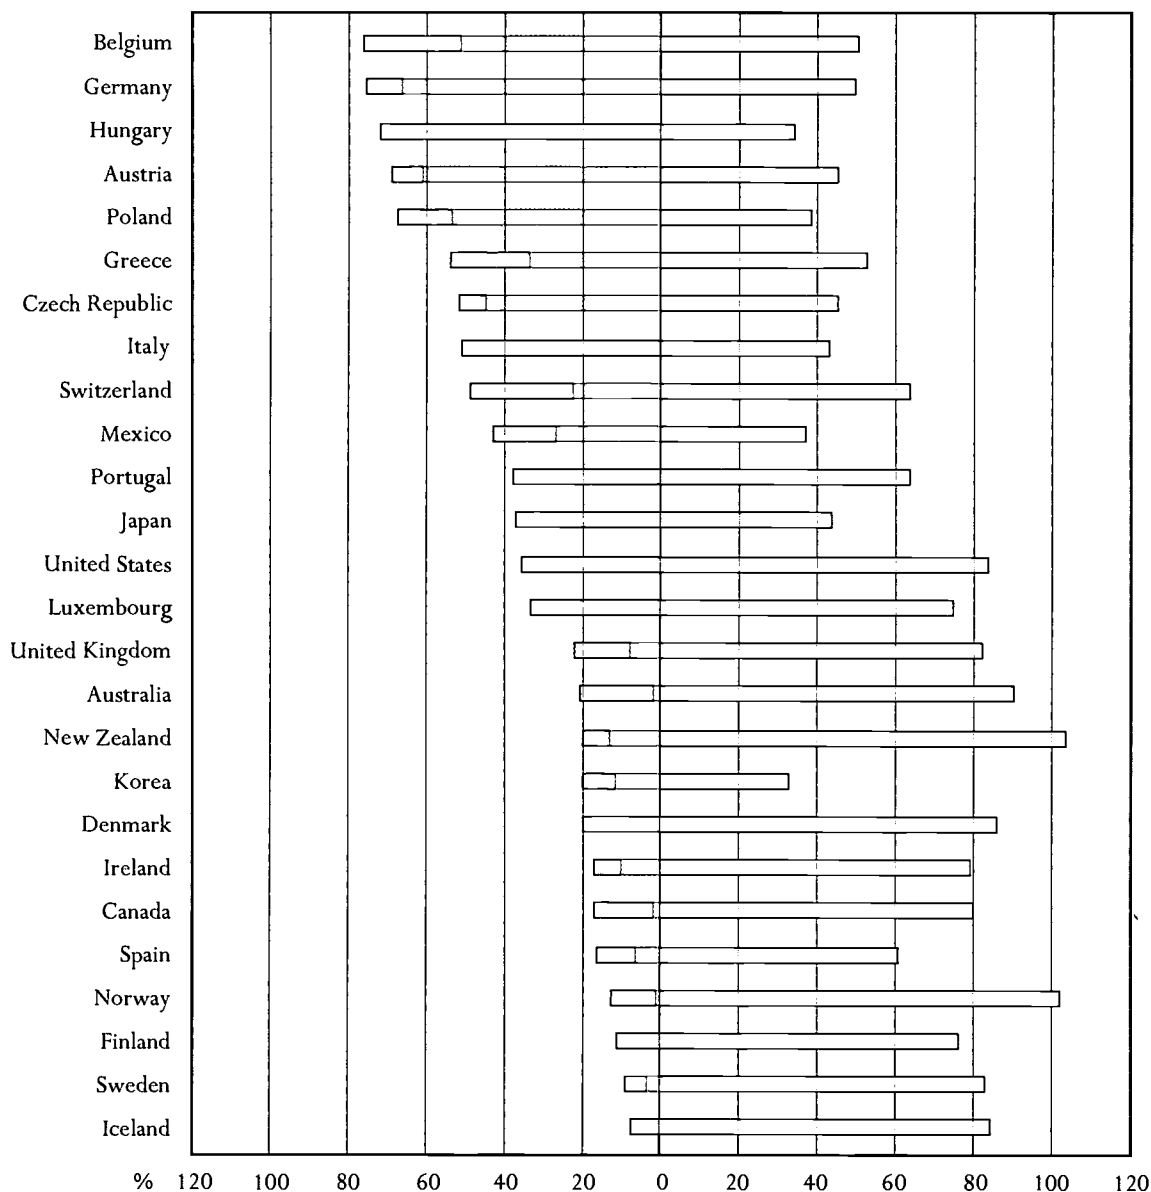 Belgium
Germany
Hungary
Austria
Poland
Greece
Czech Republic
Italy
Switzerland
Mexico
Portugal
Japan
United States
Luxembourg
United Kingdom
Australia
New Zealand
Korea
Denmark
Ireland
Canada
Spain
Norway
Finland
Sweden
Iceland
% 120 100 80 60 40 20 0 20 40 60 80 100 120